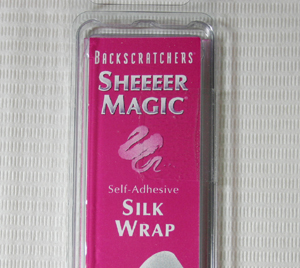 BACKSCRATCHERS
SHEEEER
MAGIC®
Self-Adhesive
SILK
WRAP